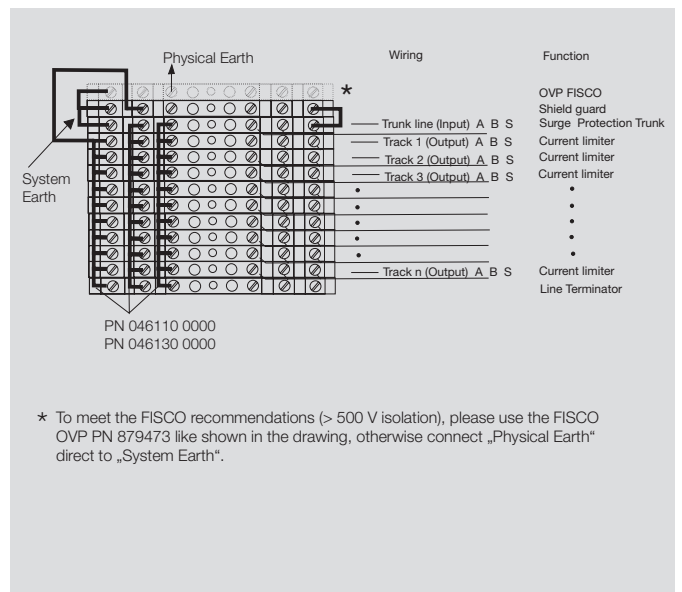 Physical Earth Wiring Function
* OVP FISCO
Shield guard
Trunk line (Input) A B S Surge Protection Trunk
Track 1 (Output) A B S Current limiter
Track 2 (Output) A B S Current limiter
Track 3 (Output) A B S Current limiter
System
Earth
• •
• •
• •
• •
• •
Track n (Output) A B S Current limiter
Line Terminator
PN 046110 0000
PN 046130 0000
* To meet the FISCO recommendations (> 500 V isolation), please use the FISCO
OVP PN 879473 like shown in the drawing, otherwise connect „Physical Earth“
direct to „System Earth“.